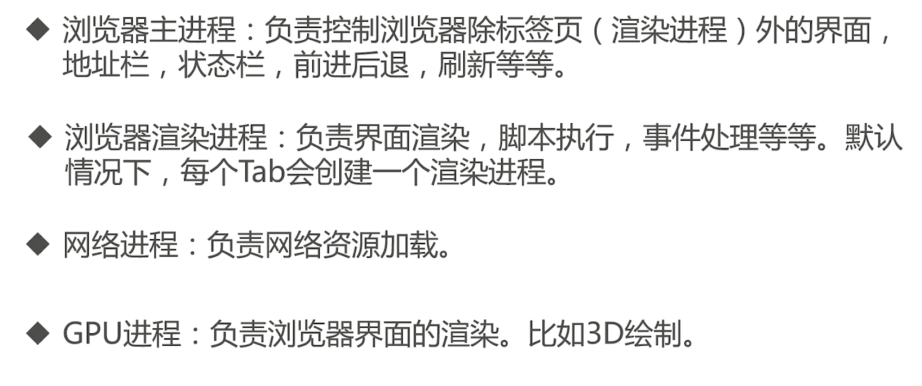 ◆ 浏览器主进程：负责控制浏览器除标签页（渲染进程）外的界面，
地址栏，状态栏，前进后退，刷新等等。
◆ 浏览器渲染进程：负责界面渲染，脚本执行，事件处理等等。默认
情况下，每个Tab会创建一个渲染进程。
◆ 网络进程：负责网络资源加载。
◆ GPU进程：负责浏览器界面的渲染。比如3D绘制。